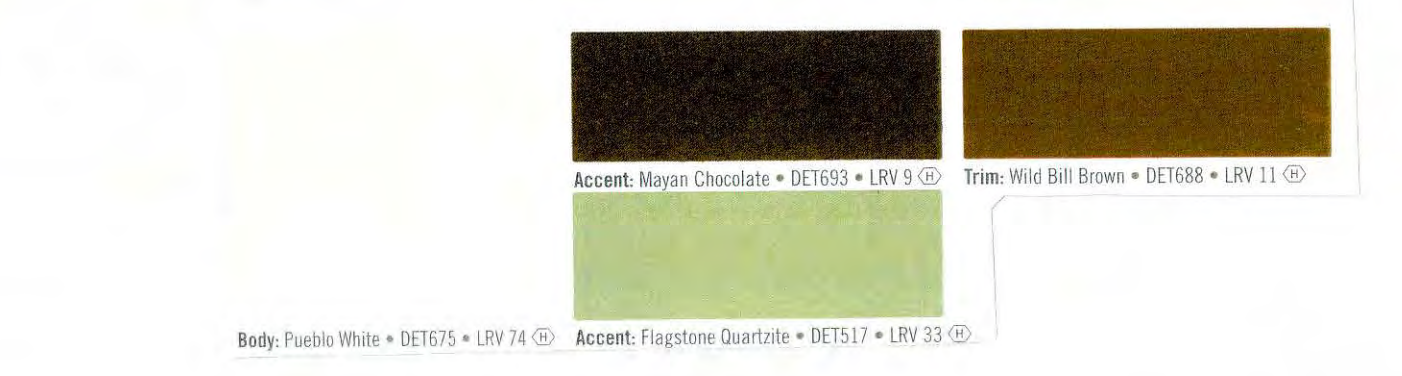 Accent: Mayan Chocolate • DET693 • LRV 9 H
Trim: Wild Bill Brown • DET688 • LRV 11 H
Body: Pueblo White • DET675 • LRV 74 H
Accent: Flagstone Quartzite • DET517 • LRV 33 H